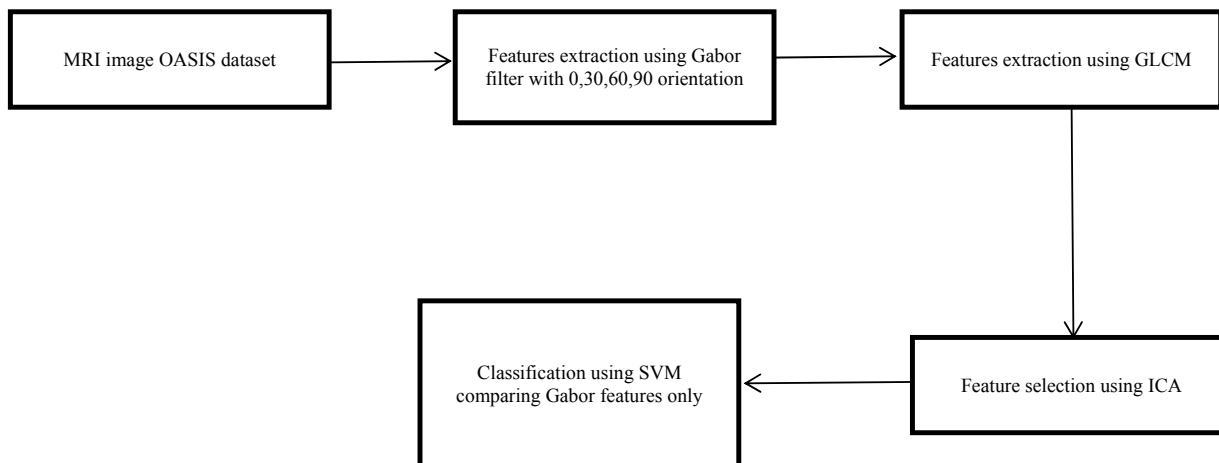 MRI image OASIS dataset
Features extraction using Gabor
filter with 0,30,60,90 orientation
Features extraction using GLCM
Feature selection using ICA
Classification using SVM
comparing Gabor features only